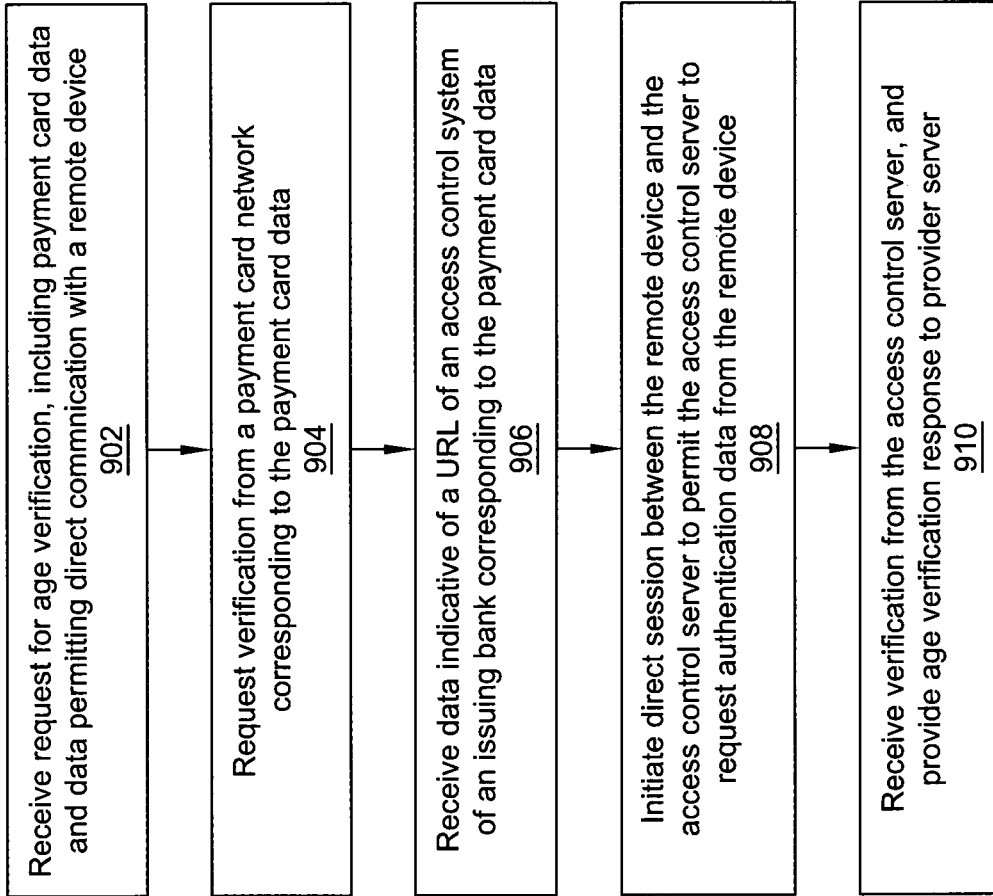 Receive request for age verification, including payment card data
and data permitting direct commnication with a remote device
902
Request verification from a payment card network
corresponding to the payment card data
904
Receive data indicative of a URL of an access control system
of an issuing bank corresponding to the payment card data
906
Initiate direct session between the remote device and the
access control server to permit the access control server to
request authentication data from the remote device
908
Receive verification from the access control server, and
provide age verification response to provider server
910